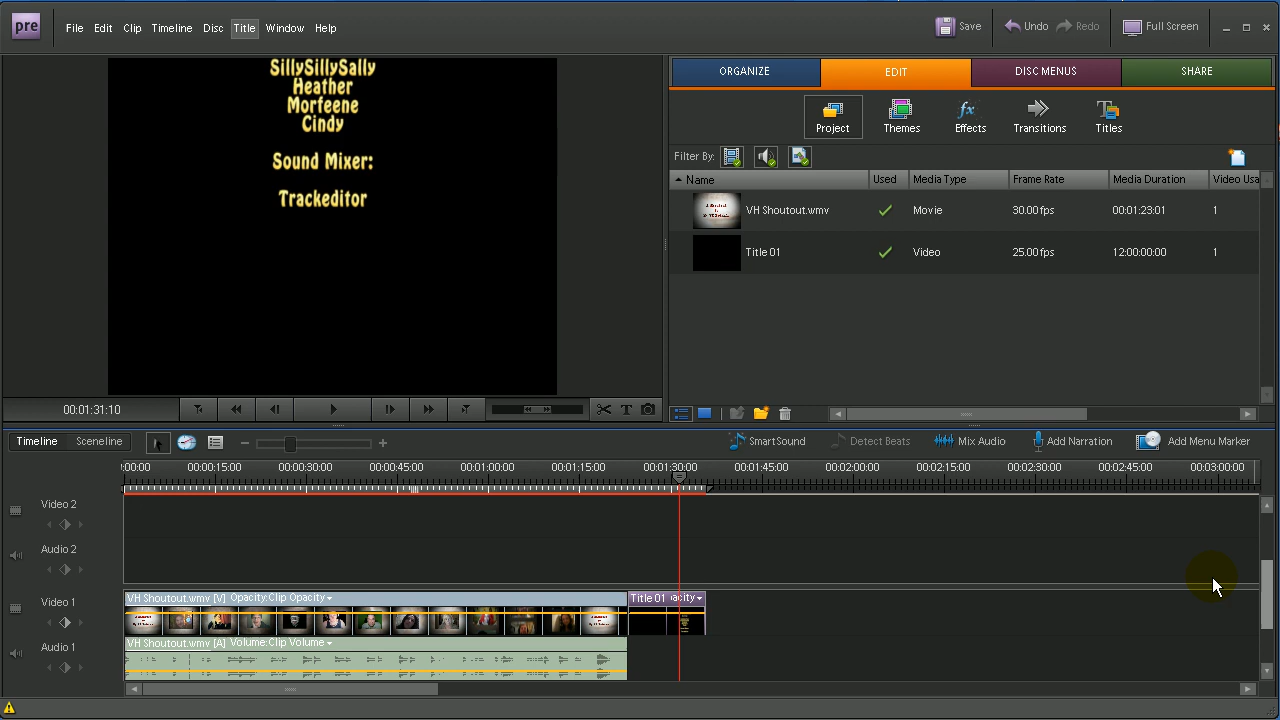 pre
File Edit Clip Timeline Disc Title Window Help
Save Undo Redo Full Screen
SillySillySally
Heather
Morfeene
Cindy
Sound Mixer:
Trackeditor
ORGANIZE EDIT DISC MENUS SHARE
Project Themes Effects Transitions Titles
Filter By:
Name Used Media Type Frame Rate Media Duration Video Usa
VH Shoutout.wmv Movie 30.00 fps 00:01:23:01 1
Title 01 Video 25.00 fps 12:00:00:00 1
00:01:31:10
Timeline Sceneline
SmartSound Detect Beats Mix Audio Add Narration Add Menu Marker
:00:00 00:00:15:00 00:00:30:00 00:00:45:00 00:01:00:00 00:01:15:00 00:01:30:00 00:01:45:00 00:02:00:00 00:02:15:00 00:02:30:00 00:02:45:00 00:03:00:00
Video 2
Audio 2
Video 1
VH Shoutout.wmv [V] Opacity:Clip Opacity Title 01 acity
Audio 1
VH Shoutout.wmv [A] Volume:Clip Volume